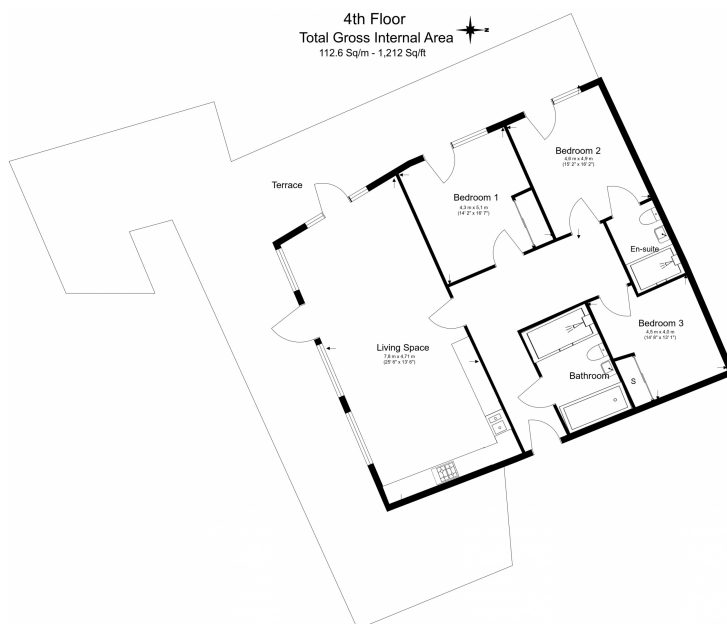 4th Floor
Total Gross Internal Area
112.6 Sq/m - 1,212 Sq/ft
N
Bedroom 2
4,6 m x 4,9 m
(15' 2" x 16' 2")
Terrace
Bedroom 1
4,3 m x 5,1 m
(14' 2" x 16' 7")
En-suite
Bedroom 3
4,5 m x 4,0 m
(14' 9" x 13' 1")
Living Space
7,8 m x 4,71 m
(25' 6" x 13' 6")
Bathroom
S